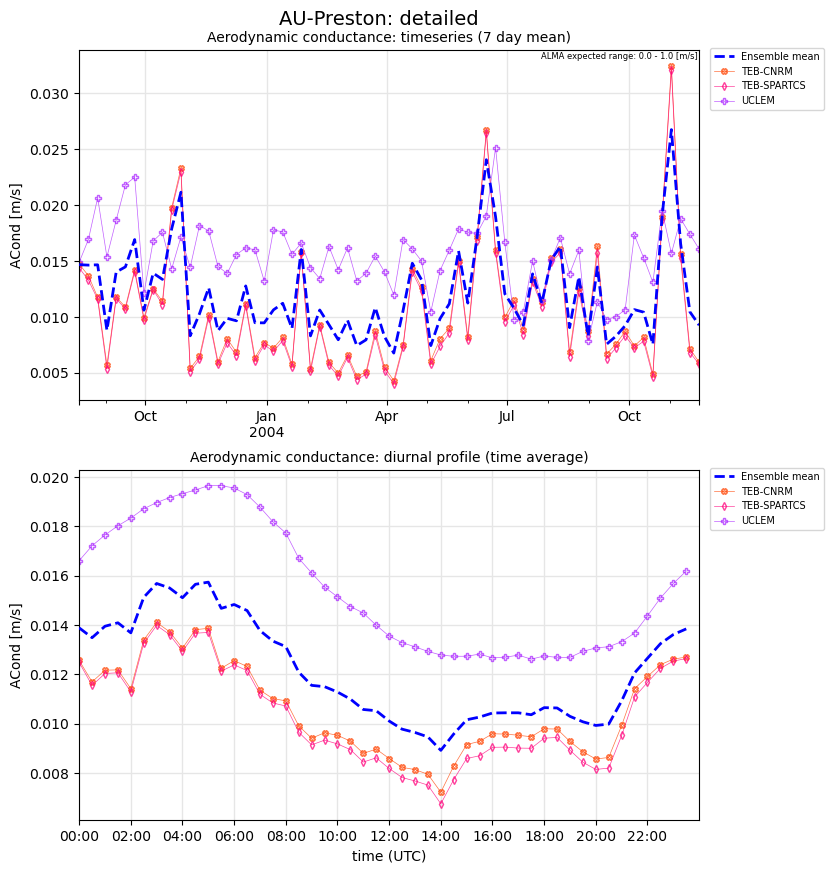 AU-Preston: detailed
Aerodynamic conductance: timeseries (7 day mean)
ALMA expected range: 0.0 - 1.0 [m/s]
Ensemble mean
TEB-CNRM
TEB-SPARTCS
UCLEM
ACond [m/s]
0.030
0.025
0.020
0.015
0.010
0.005
Oct
Jan
2004
Apr
Jul
Oct
Aerodynamic conductance: diurnal profile (time average)
Ensemble mean
TEB-CNRM
TEB-SPARTCS
UCLEM
ACond [m/s]
0.020
0.018
0.016
0.014
0.012
0.010
0.008
00:00
02:00
04:00
06:00
08:00
10:00
12:00
14:00
16:00
18:00
20:00
22:00
time (UTC)